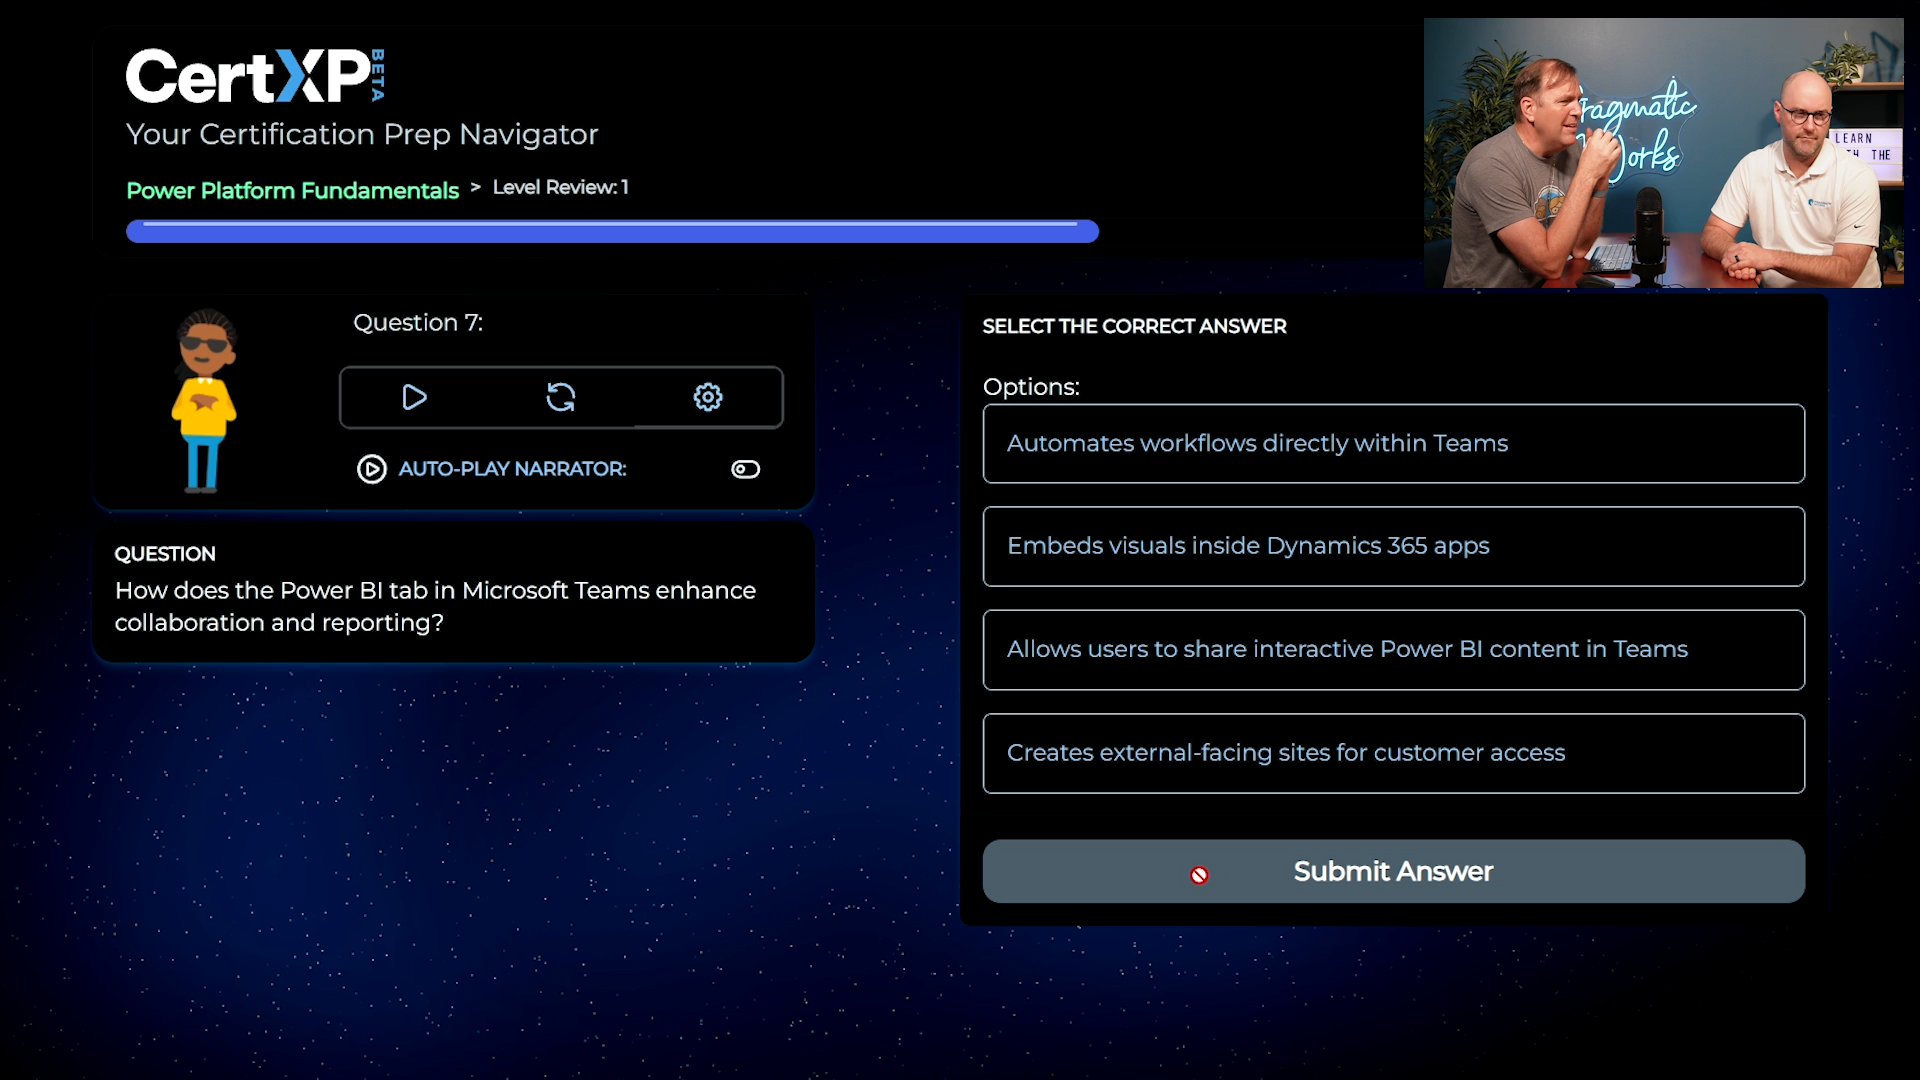 CertXP BETA
Your Certification Prep Navigator
Power Platform Fundamentals > Level Review: 1
Pragmatic
Works
LEARN
THE
Question 7:
AUTO-PLAY NARRATOR:
QUESTION
How does the Power BI tab in Microsoft Teams enhance
collaboration and reporting?
SELECT THE CORRECT ANSWER
Options:
Automates workflows directly within Teams
Embeds visuals inside Dynamics 365 apps
Allows users to share interactive Power BI content in Teams
Creates external-facing sites for customer access
Submit Answer